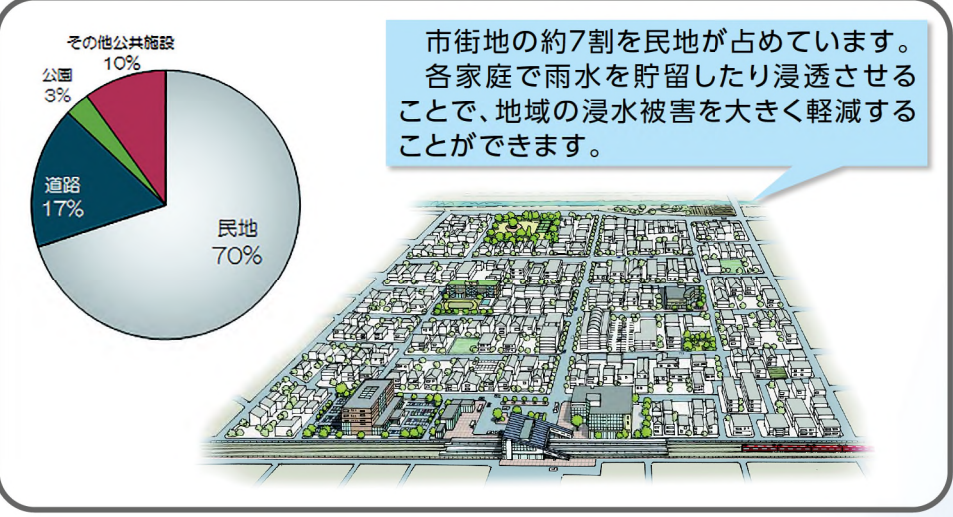 その他公共施設
10%
公園
3%
道路
17%
民地
70%
市街地の約7割を民地が占めています。
各家庭で雨水を貯留したり浸透させる
ことで、地域の浸水被害を大きく軽減する
ことができます。